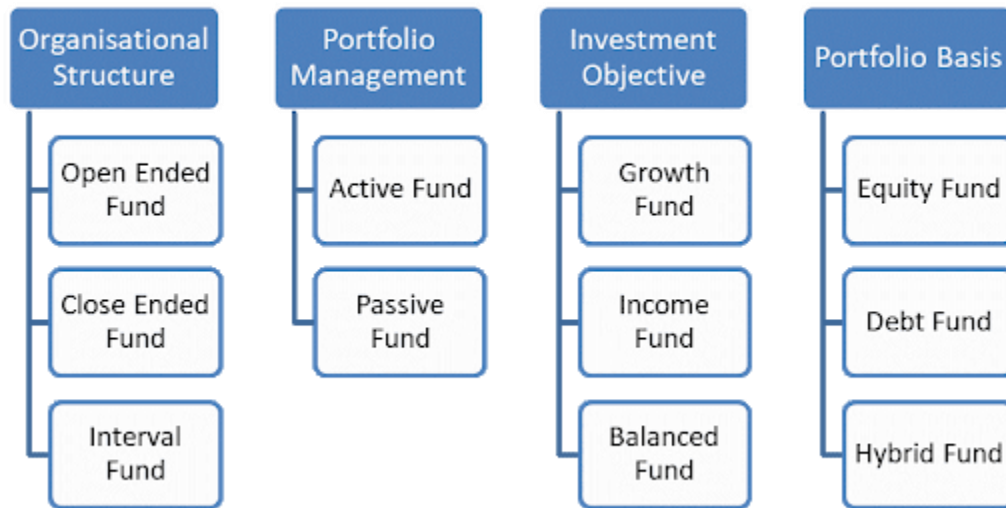 Organisational
Structure
Open Ended
Fund
Close Ended
Fund
Interval
Fund
Portfolio
Management
Active Fund
Passive
Fund
Investment
Objective
Growth
Fund
Income
Fund
Balanced
Fund
Portfolio Basis
Equity Fund
Debt Fund
Hybrid Fund